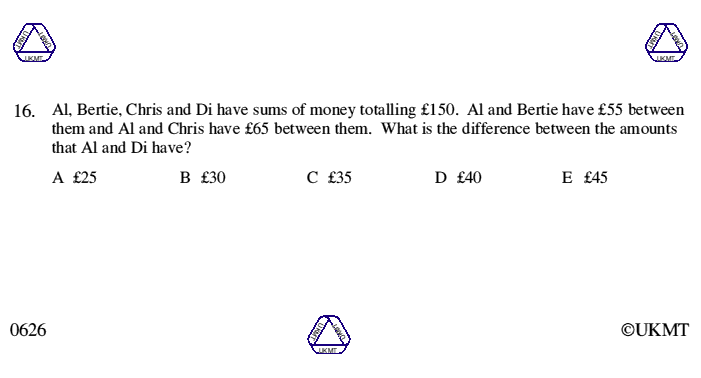 UKMT UKMT UKMT
UKMT UKMT UKMT
16. Al, Bertie, Chris and Di have sums of money totalling £150. Al and Bertie have £55 between
them and Al and Chris have £65 between them. What is the difference between the amounts
that Al and Di have?
A £25 B £30 C £35 D £40 E £45
0626
UKMT UKMT UKMT
©UKMT